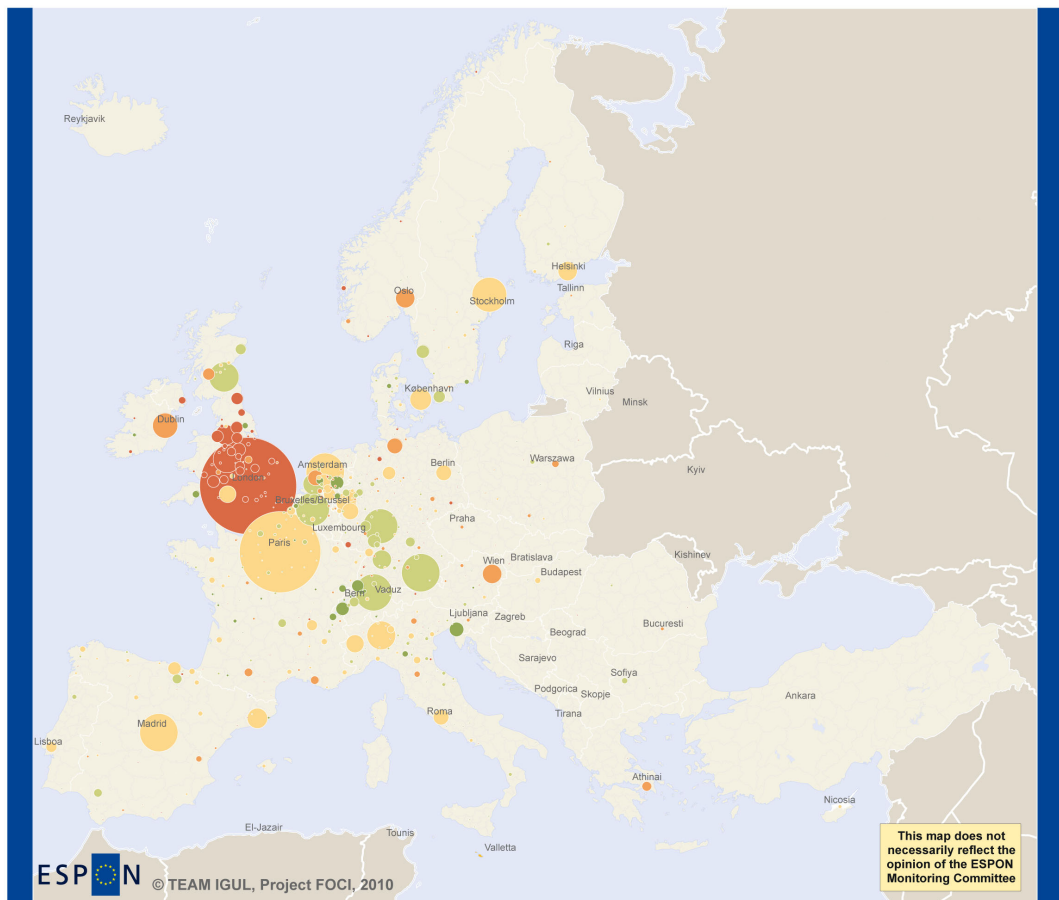 Reykjavik
Helsinki
Oslo
Tallinn
Stockholm
Riga
København
Vilnius
Minsk
Dublin
Amsterdam
Berlin
Warszawa
London
Kyiv
Bruxelles/Brussel
Praha
Luxembourg
Paris
Kishinev
Wien
Bratislava
Budapest
Bern
Vaduz
Ljubljana
Zagreb
Bucuresti
Beograd
Sarajevo
Sofiya
Podgorica
Skopje
Ankara
Roma
Tirana
Madrid
Lisboa
Athinai
Nicosia
El-Jazair
Tounis
Valletta
This map does not
necessarily reflect the
opinion of the ESPON
Monitoring Committee
ESPON
© TEAM IGUL, Project FOCI, 2010